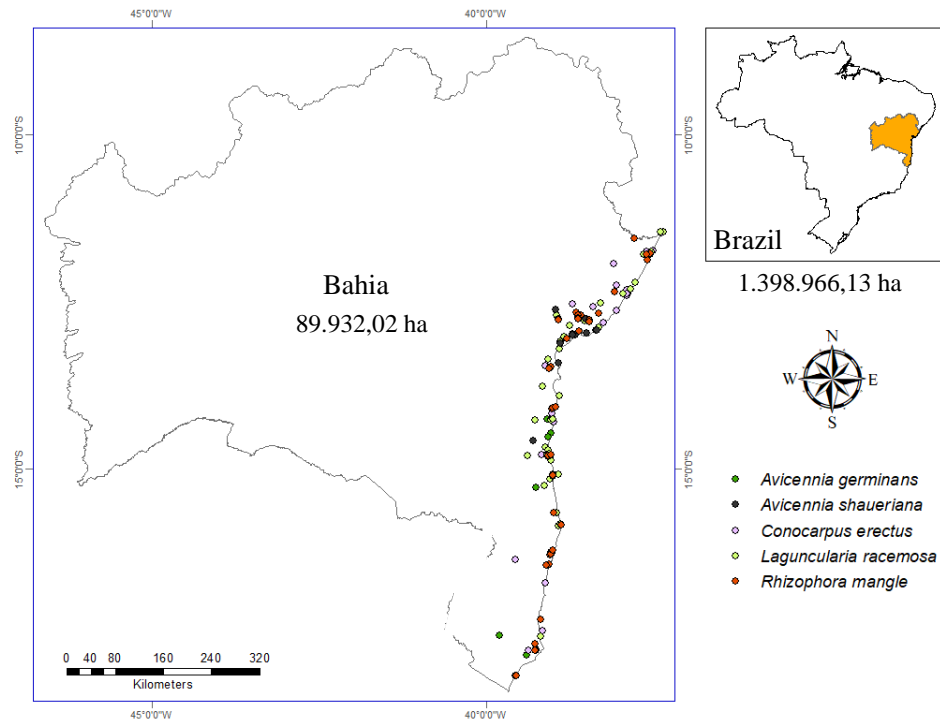 45°0'0"W 40°0'0"W
10°0'0"S 10°0'0"S
15°0'0"S 15°0'0"S
Bahia
89.932,02 ha
0 40 80 160 240 320
Kilometers
45°0'0"W 40°0'0"W
Brazil
1.398.966,13 ha
N
W E
S
Avicennia germinans
Avicennia shaueriana
Conocarpus erectus
Laguncularia racemosa
Rhizophora mangle